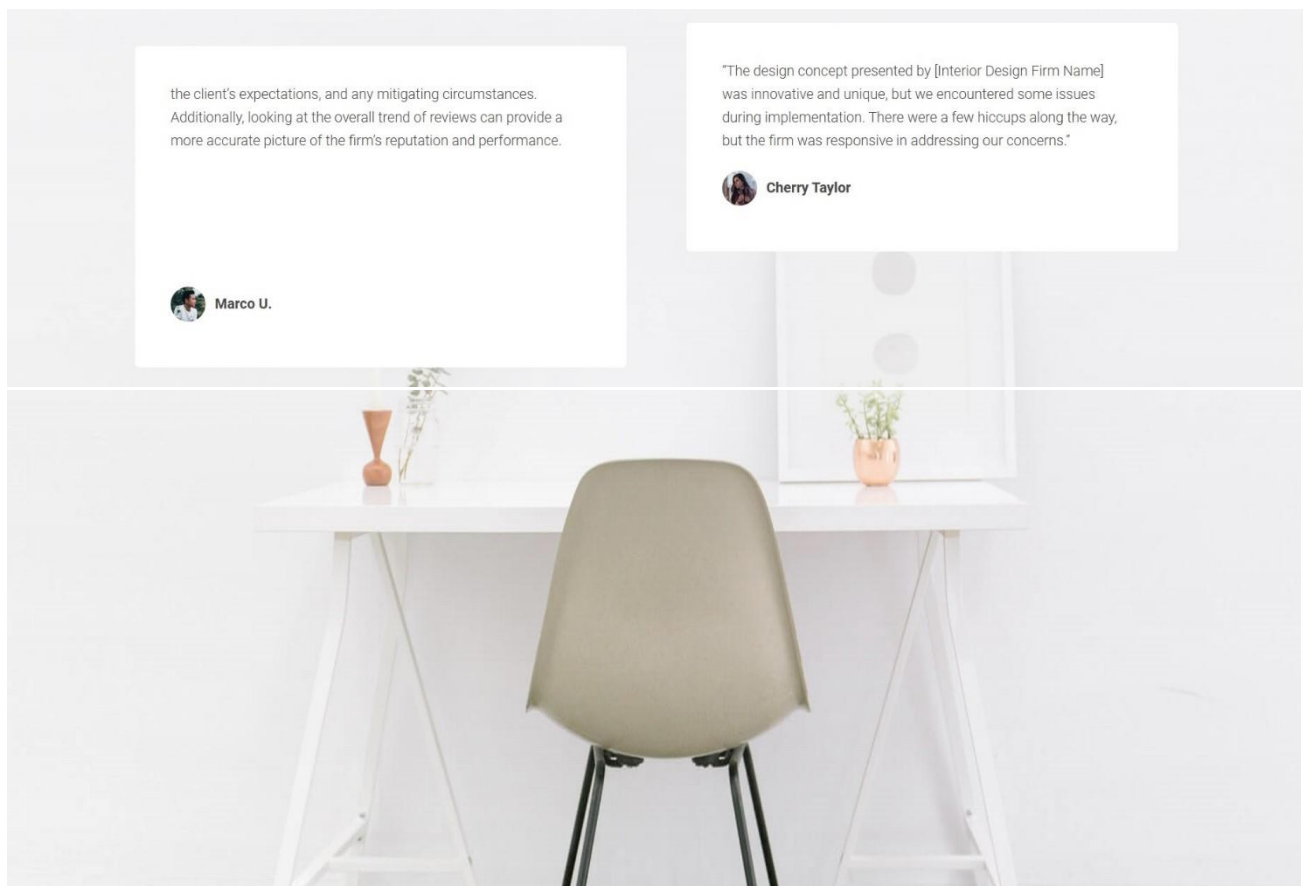 the client's expectations, and any mitigating circumstances.
Additionally, looking at the overall trend of reviews can provide a
more accurate picture of the firm's reputation and performance.
Marco U.
“The design concept presented by [Interior Design Firm Name]
was innovative and unique, but we encountered some issues
during implementation. There were a few hiccups along the way,
but the firm was responsive in addressing our concerns.”
Cherry Taylor